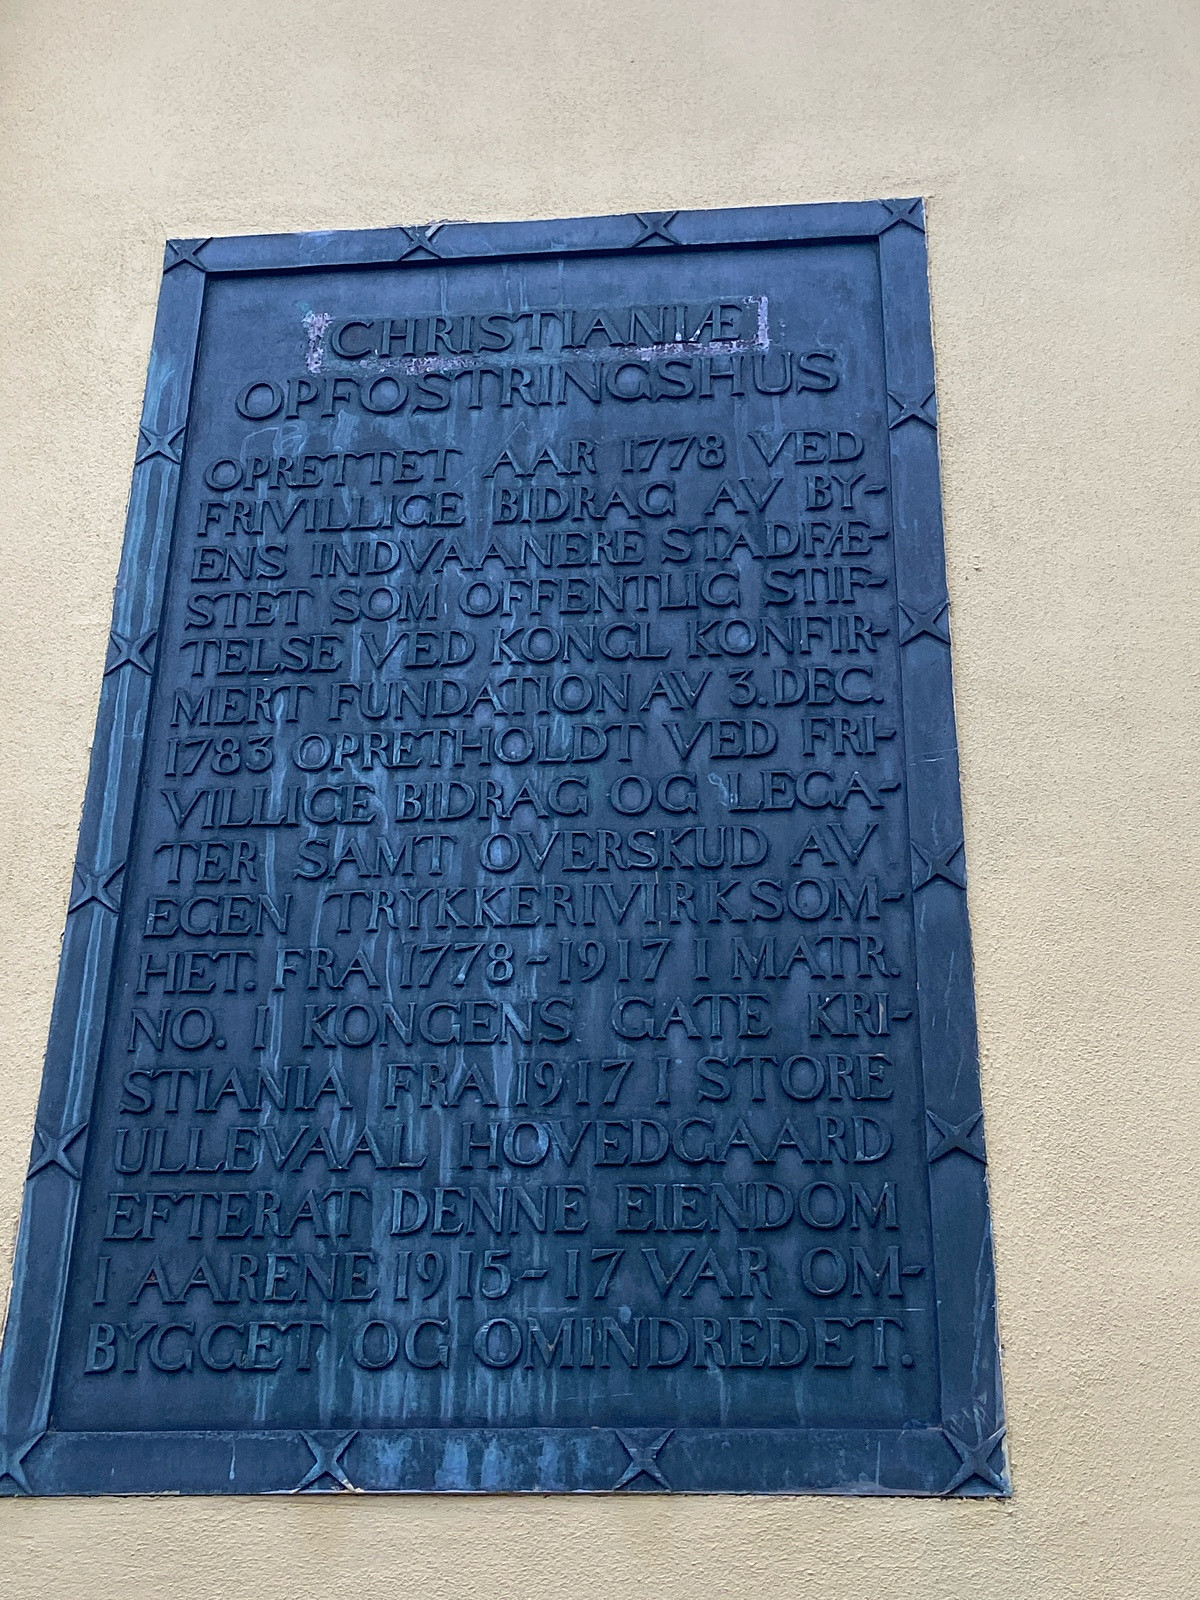 CHRISTIANIÆ
OPFOSTRINGSHUS
OPRETTET AAR 1778 VED
FRIVILLIGE BIDRAG AV BY-
ENS INDVAANERE STADFÆ-
STET SOM OFFENTLIG STIF-
TELSE VED KONGL KONFIR-
MERT FUNDATION AV 3. DEC.
1783 OPRETHOLDT VED FRI-
VILLIGE BIDRAG OG LEGA-
TER SAMT OVERSKUD AV
EGEN TRYKKERIVIRKSOM-
HET. FRA 1778-1917 I MATR.
NO. 1 KONGENS GATE KRI-
STIANIA FRA 1917 I STORE
ULLEVAAL HOVEDGAARD
EFTERAT DENNE EIENDOM
I AARENE 1915-17 VAR OM-
BYGGET OG OMINDREDET.